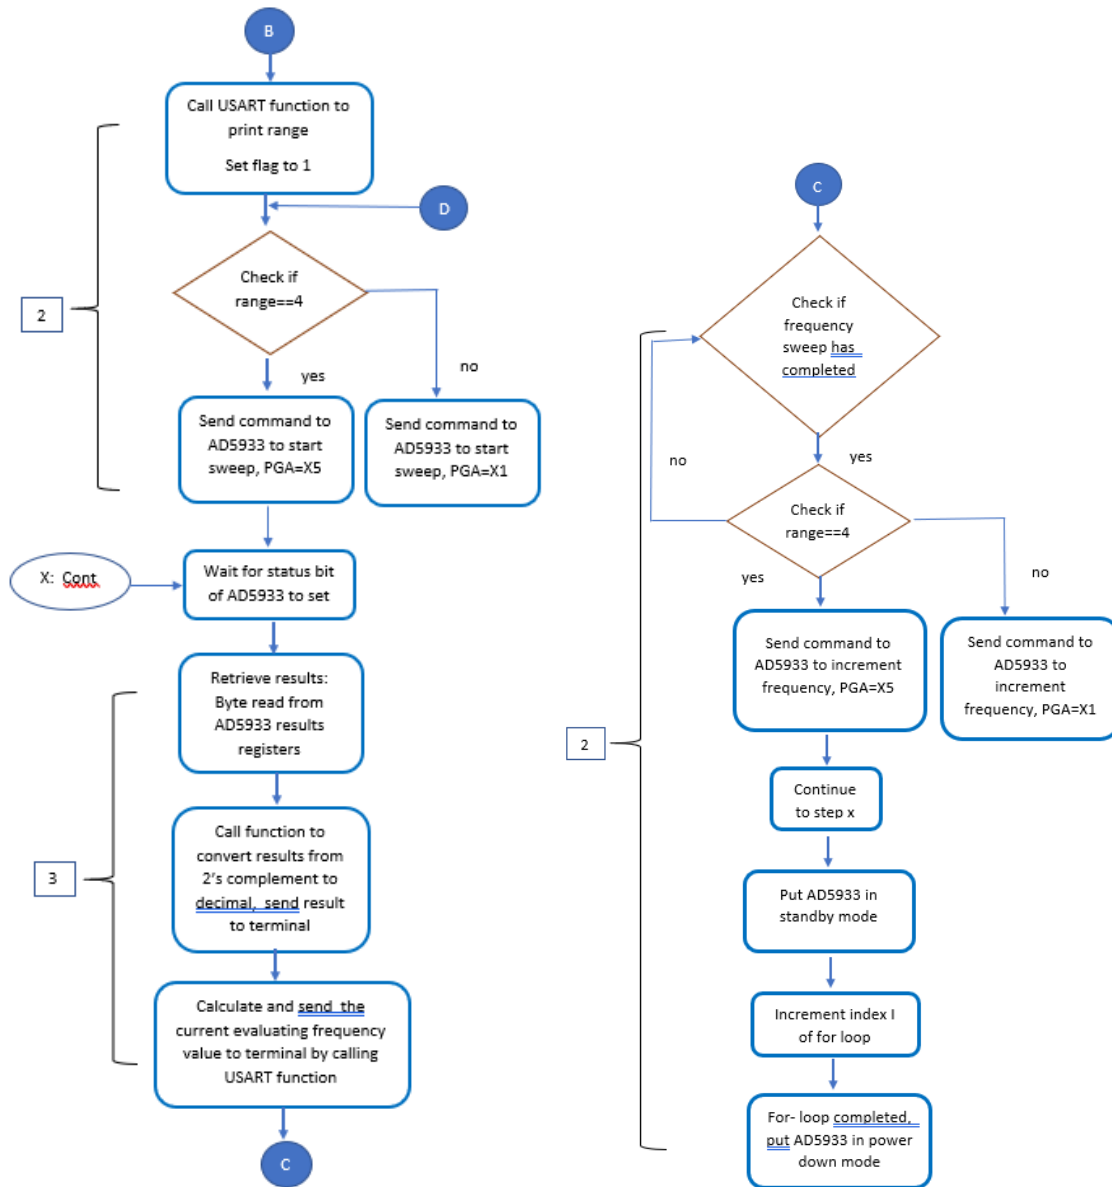 B
Call USART function to
print range
Set flag to 1
D
Check if
range==4
2
yes
no
Send command to
AD5933 to start
sweep, PGA=X5
Send command to
AD5933 to start
sweep, PGA=X1
X: Cont
Wait for status bit
of AD5933 to set
Retrieve results:
Byte read from
AD5933 results
registers
3
Call function to
convert results from
2's complement to
decimal, send result
to terminal
Calculate and send the
current evaluating frequency
value to terminal by calling
USART function
C
C
Check if
frequency
sweep has
completed
no
yes
Check if
range==4
yes
no
Send command to
AD5933 to increment
frequency, PGA=X5
Send command to
AD5933 to
increment
frequency, PGA=X1
2
Continue
to step x
Put AD5933 in
standby mode
Increment index I
of for loop
For- loop completed,
put AD5933 in power
down mode